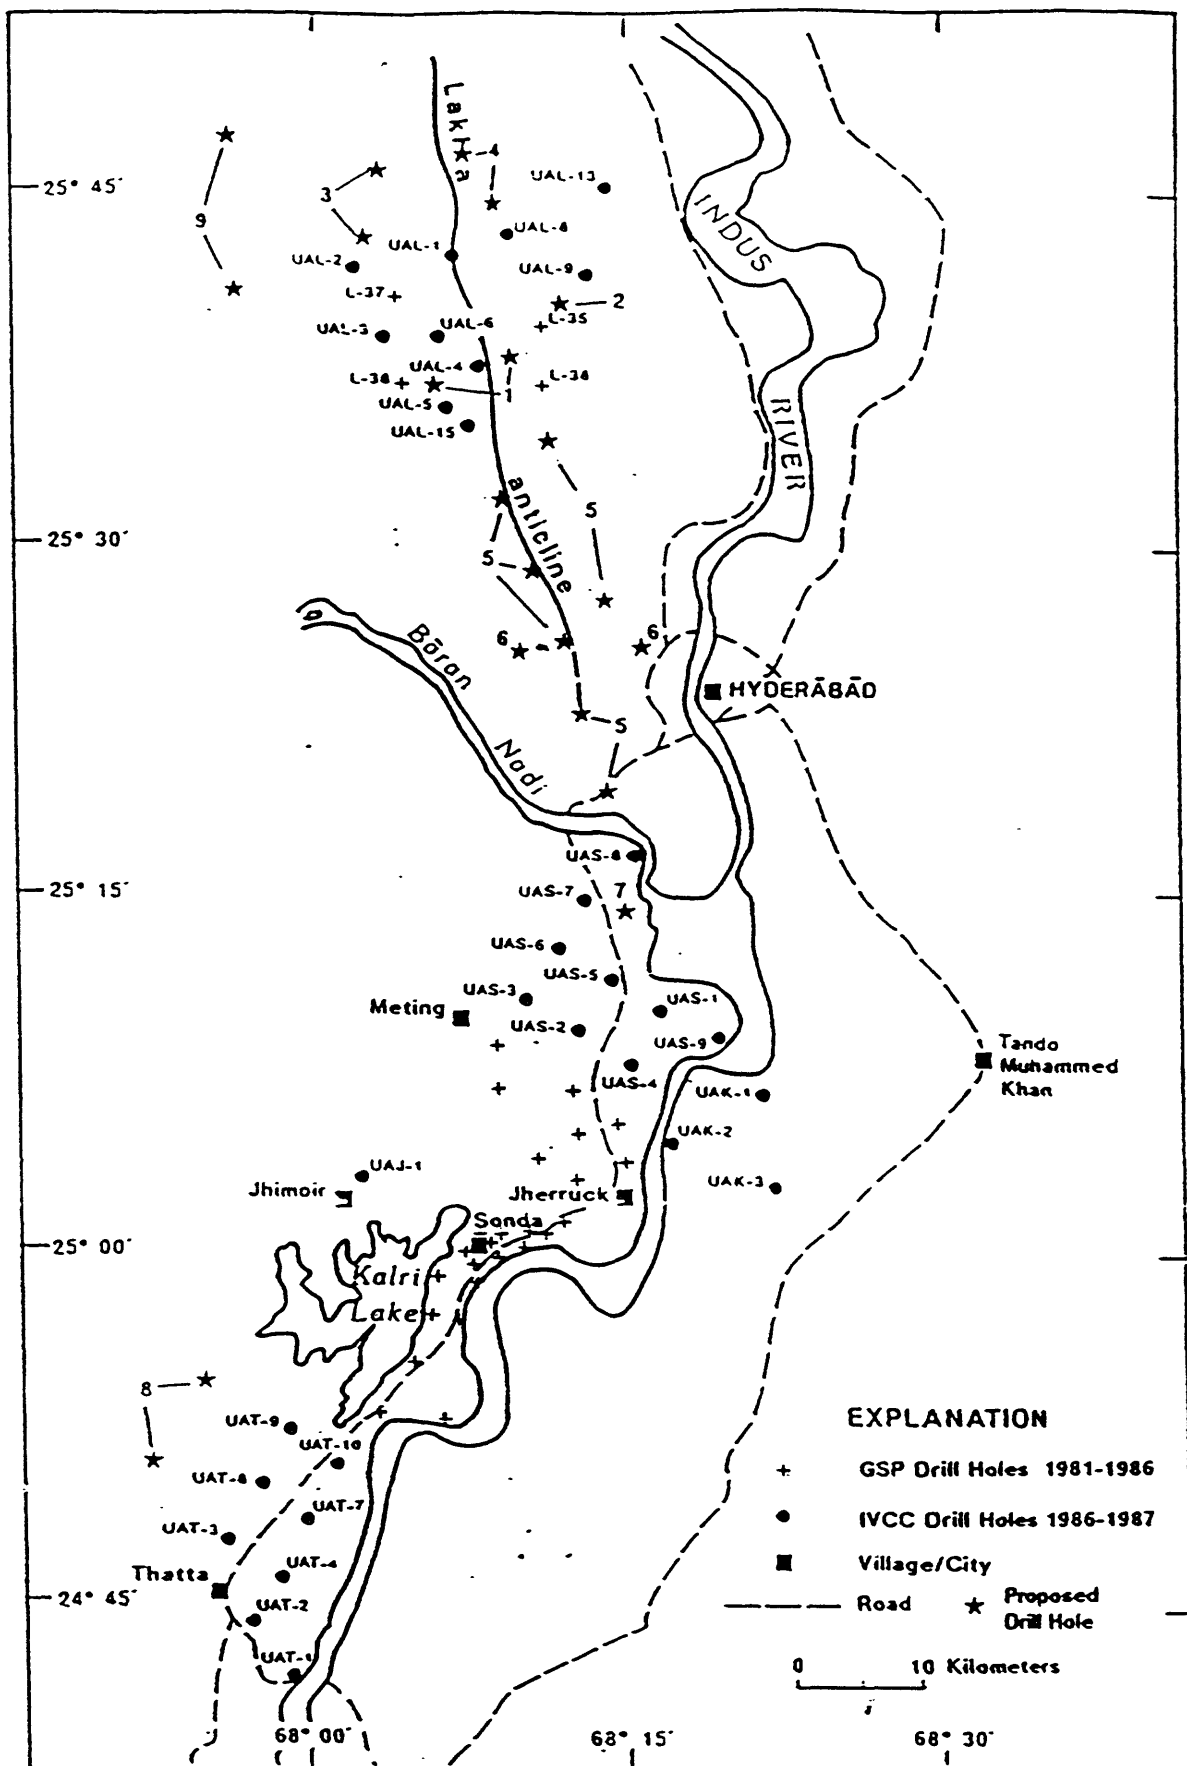 Lakhra
4
UAL-13
25° 45′
3
9
INDUS
UAL-8
UAL-1
UAL-2
UAL-9
L-37
2
L-35
UAL-3
UAL-6
UAL-4
L-36
1
L-38
UAL-5
UAL-15
RIVER
anticline
5
25° 30′
5
6
6
Bāran
HYDERĀBĀD
5
Nadi
UAS-8
25° 15′
UAS-7
7
UAS-6
UAS-5
UAS-3
UAS-1
Meting
UAS-2
UAS-9
Tando
Muhammed
Khan
UAS-4
UAK-1
UAK-2
UAJ-1
Jhimpir
Jherruck
UAK-3
Sonda
25° 00′
Kalri
Lake
8
UAT-9
UAT-10
UAT-8
UAT-7
UAT-3
UAT-4
Thatta
24° 45′
UAT-2
UAT-1
EXPLANATION
GSP Drill Holes 1981-1986
IVCC Drill Holes 1986-1987
Village/City
Road
Proposed
Drill Hole
0 10 Kilometers
68° 00′
68° 15′
68° 30′